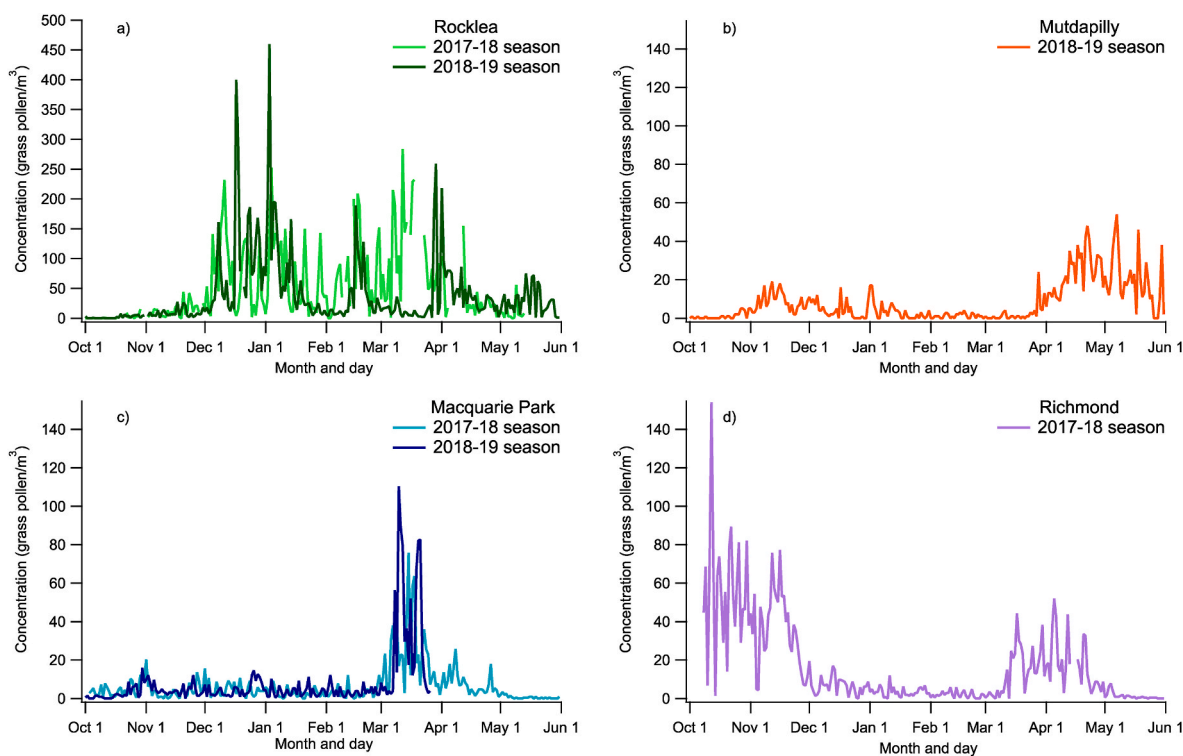 a)
Rocklea
2017-18 season
2018-19 season
Concentration (grass pollen/m³)
500
450
400
350
300
250
200
150
100
50
0
Oct 1 Nov 1 Dec 1 Jan 1 Feb 1 Mar 1 Apr 1 May 1 Jun 1
Month and day
b)
Mutdapilly
2018-19 season
Concentration (grass pollen/m³)
140
120
100
80
60
40
20
0
Oct 1 Nov 1 Dec 1 Jan 1 Feb 1 Mar 1 Apr 1 May 1 Jun 1
Month and day
c)
Macquarie Park
2017-18 season
2018-19 season
Concentration (grass pollen/m³)
140
120
100
80
60
40
20
0
Oct 1 Nov 1 Dec 1 Jan 1 Feb 1 Mar 1 Apr 1 May 1 Jun 1
Month and day
d)
Richmond
2017-18 season
Concentration (grass pollen/m³)
140
120
100
80
60
40
20
0
Oct 1 Nov 1 Dec 1 Jan 1 Feb 1 Mar 1 Apr 1 May 1 Jun 1
Month and day